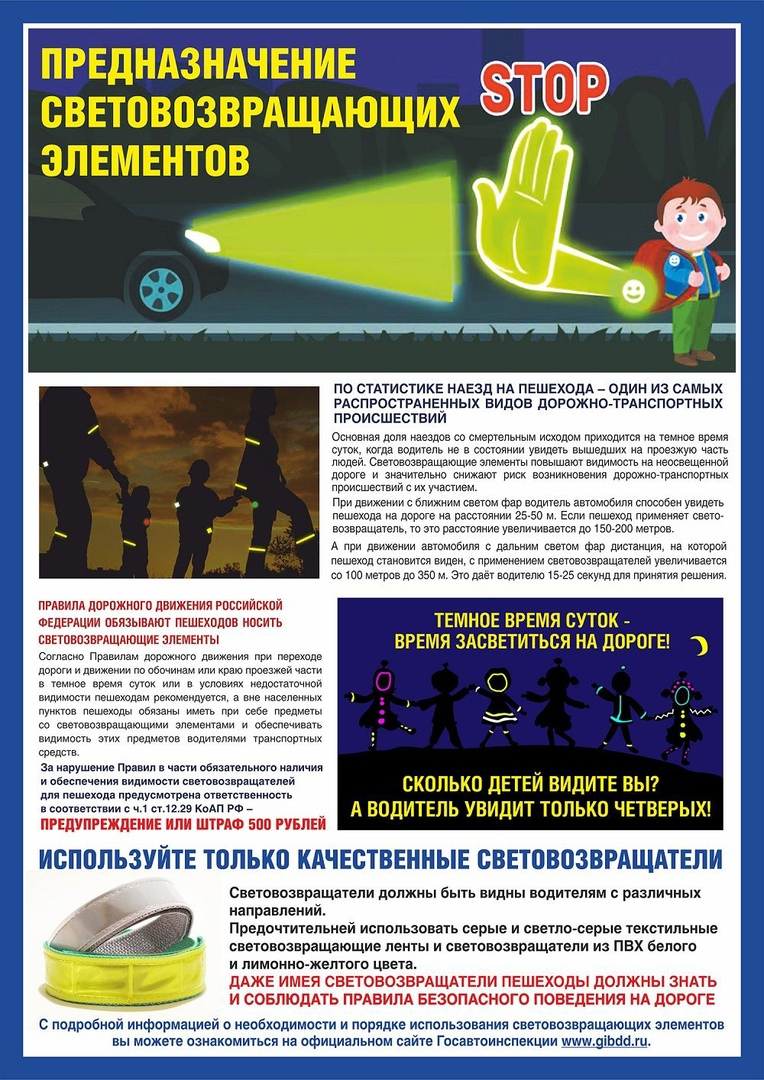 ПРЕДНАЗНАЧЕНИЕ
СВЕТОВОЗВРАЩАЮЩИХ
ЭЛЕМЕНТОВ
STOP
ПО СТАТИСТИКЕ НАЕЗД НА ПЕШЕХОДА – ОДИН ИЗ САМЫХ
РАСПРОСТРАНЕННЫХ ВИДОВ ДОРОЖНО-ТРАНСПОРТНЫХ
ПРОИСШЕСТВИЙ
Основная доля наездов со смертельным исходом приходится на темное время
суток, когда водитель не в состоянии увидеть вышедших на проезжую часть
людей. Световозвращающие элементы повышают видимость на неосвещенной
дороге и значительно снижают риск возникновения дорожно-транспортных
происшествий с их участием.
При движении с ближним светом фар водитель автомобиля способен увидеть
пешехода на дороге на расстоянии 25-50 м. Если пешеход применяет свето-
возвращатель, то это расстояние увеличивается до 150-200 метров.
А при движении автомобиля с дальним светом фар дистанция, на которой
пешеход становится виден, с применением световозвращателей увеличивается
со 100 метров до 350 м. Это даёт водителю 15-25 секунд для принятия решения.
ПРАВИЛА ДОРОЖНОГО ДВИЖЕНИЯ РОССИЙСКОЙ
ФЕДЕРАЦИИ ОБЯЗЫВАЮТ ПЕШЕХОДОВ НОСИТЬ
СВЕТОВОЗВРАЩАЮЩИЕ ЭЛЕМЕНТЫ
Согласно Правилам дорожного движения при переходе
дороги и движении по обочинам или краю проезжей части
в темное время суток или в условиях недостаточной
видимости пешеходам рекомендуется, а вне населенных
пунктов пешеходы обязаны иметь при себе предметы
со световозвращающими элементами и обеспечивать
видимость этих предметов водителями транспортных
средств.
За нарушение Правил в части обязательного наличия
и обеспечения видимости световозвращателей
для пешехода предусмотрена ответственность
в соответствии с ч.1 ст.12.29 КоАП РФ –
ПРЕДУПРЕЖДЕНИЕ ИЛИ ШТРАФ 500 РУБЛЕЙ
ТЕМНОЕ ВРЕМЯ СУТОК -
ВРЕМЯ ЗАСВЕТИТЬСЯ НА ДОРОГЕ!
СКОЛЬКО ДЕТЕЙ ВИДИТЕ ВЫ?
А ВОДИТЕЛЬ УВИДИТ ТОЛЬКО ЧЕТВЕРЫХ!
ИСПОЛЬЗУЙТЕ ТОЛЬКО КАЧЕСТВЕННЫЕ СВЕТОВОЗВРАЩАТЕЛИ
Световозвращатели должны быть видны водителям с различных
направлений.
Предпочтительней использовать серые и светло-серые текстильные
световозвращающие ленты и световозвращатели из ПВХ белого
и лимонно-желтого цвета.
ДАЖЕ ИМЕЯ СВЕТОВОЗВРАЩАТЕЛИ ПЕШЕХОДЫ ДОЛЖНЫ ЗНАТЬ
И СОБЛЮДАТЬ ПРАВИЛА БЕЗОПАСНОГО ПОВЕДЕНИЯ НА ДОРОГЕ
С подробной информацией о необходимости и порядке использования световозвращающих элементов
вы можете ознакомиться на официальном сайте Госавтоинспекции www.gibdd.ru.